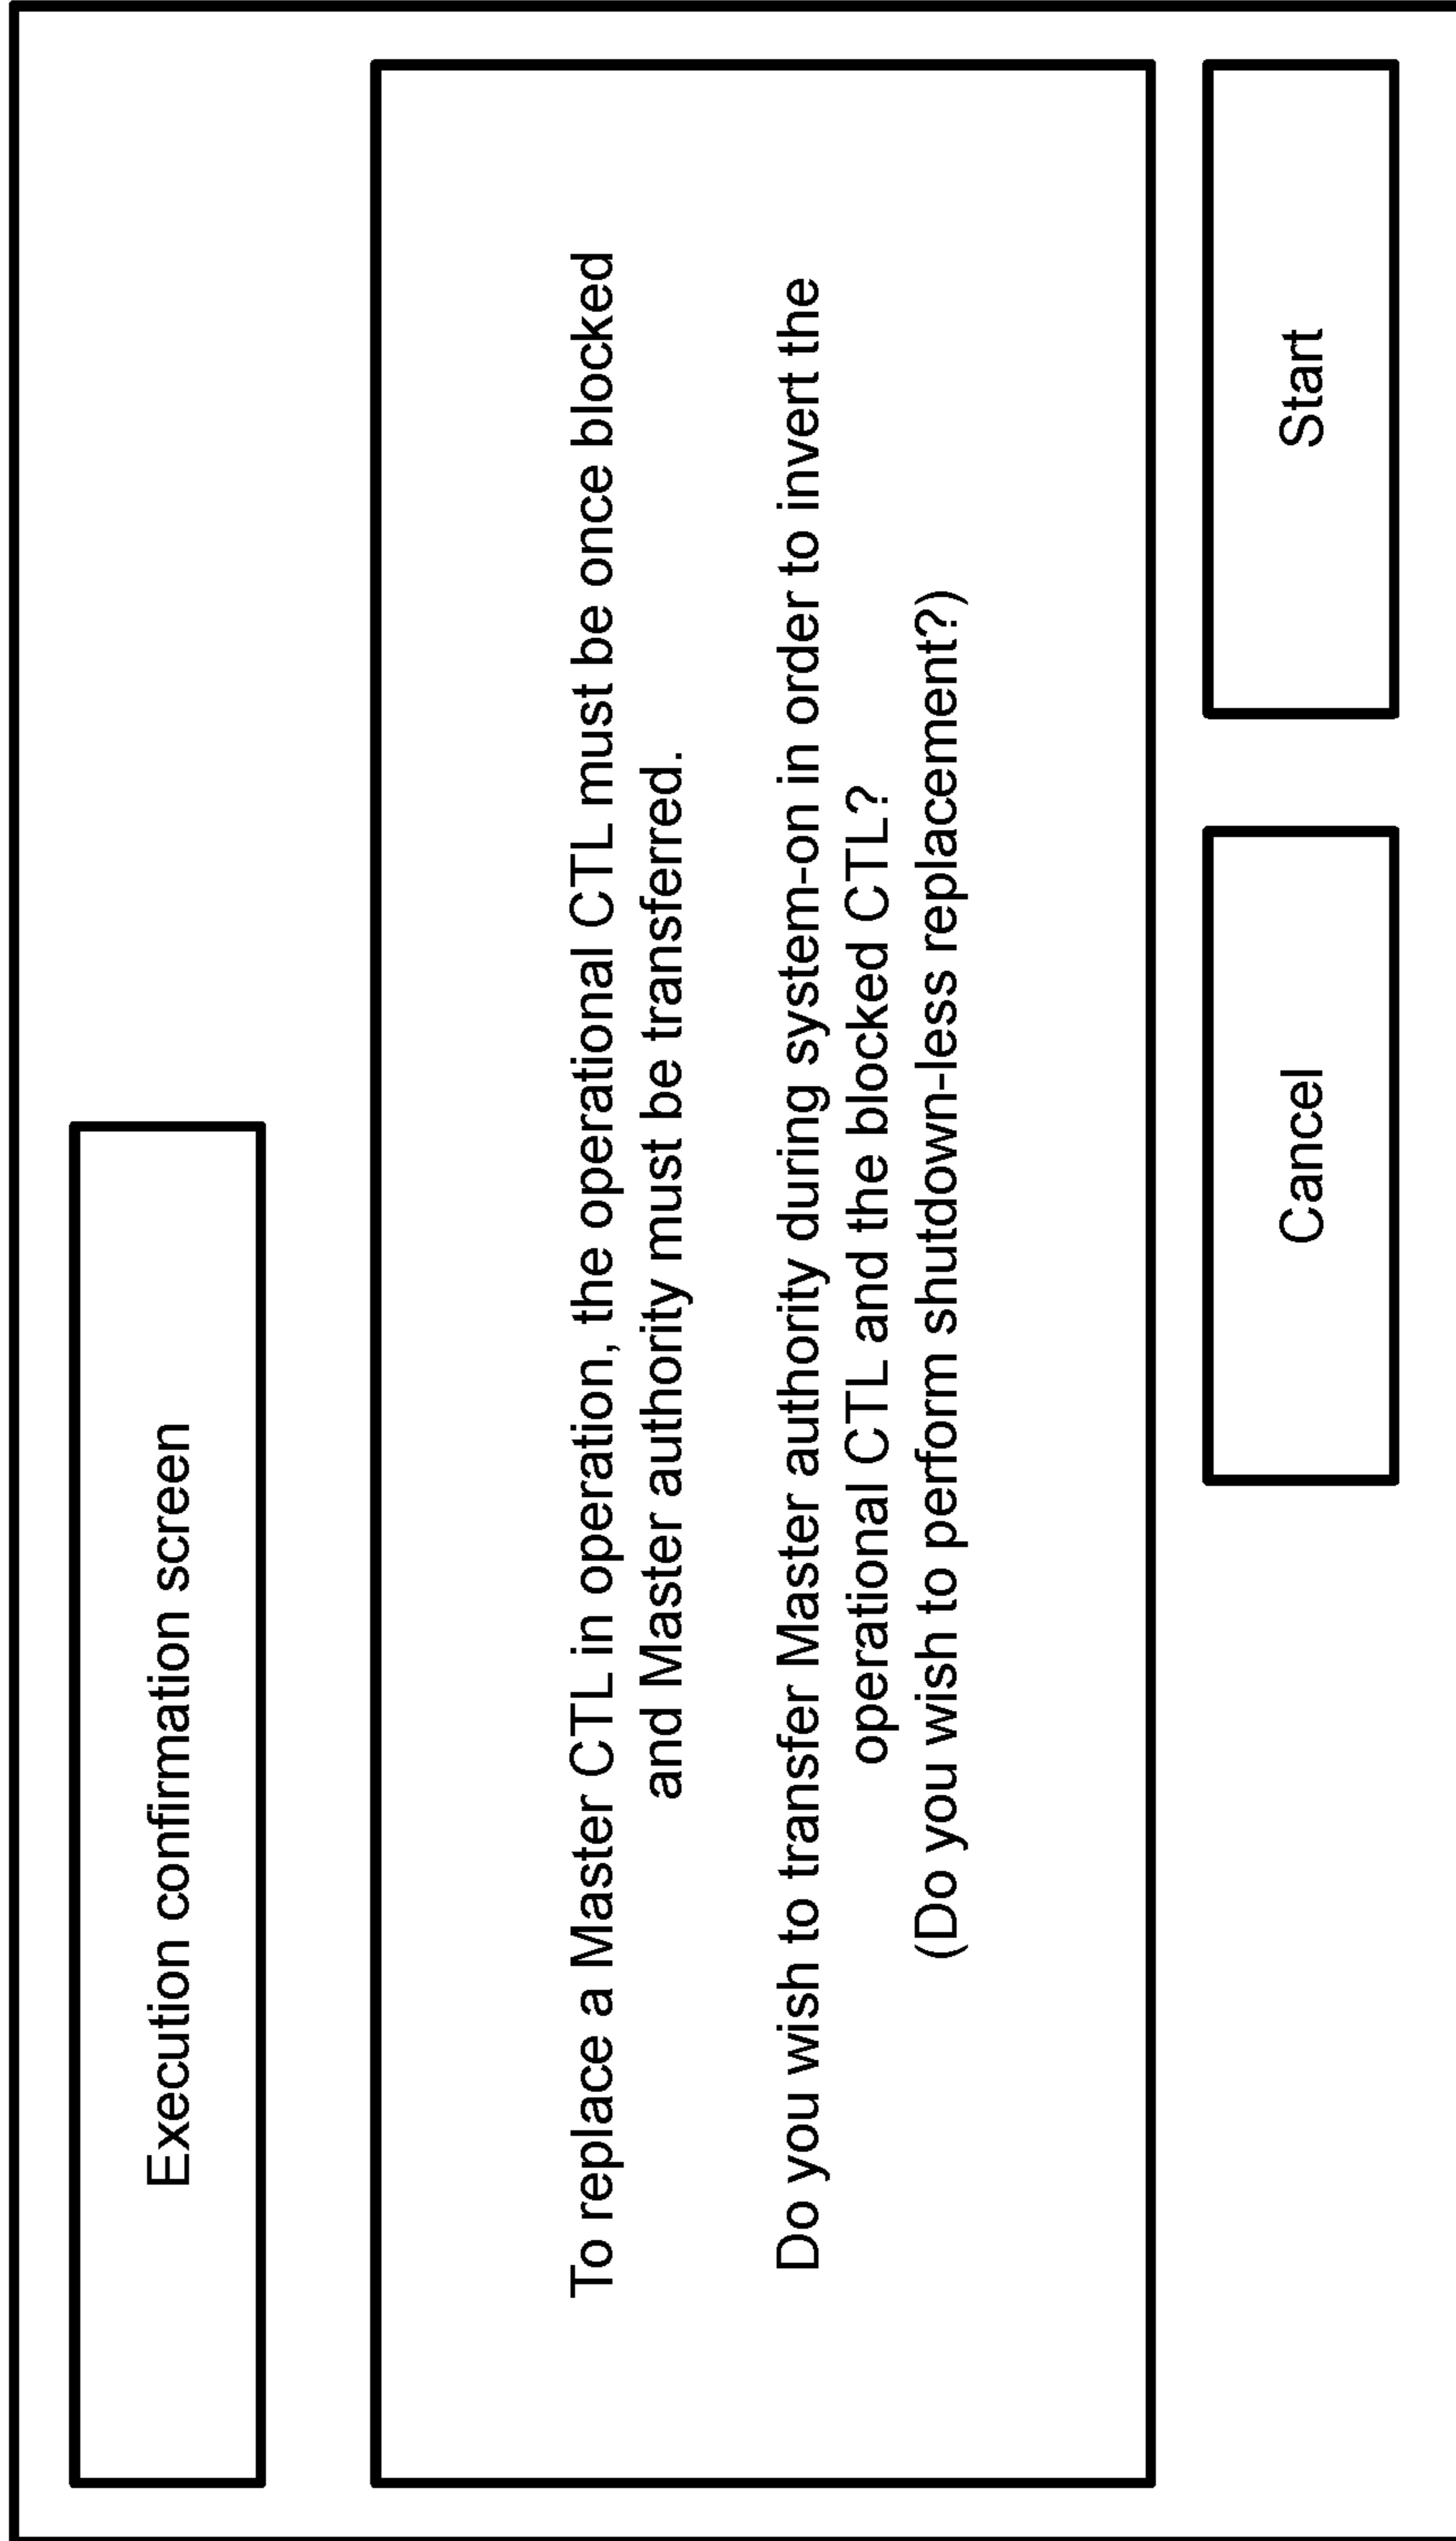 Execution confirmation screen
To replace a Master CTL in operation, the operational CTL must be once blocked
and Master authority must be transferred.
Do you wish to transfer Master authority during system-on in order to invert the
operational CTL and the blocked CTL?
(Do you wish to perform shutdown-less replacement?)
Cancel
Start